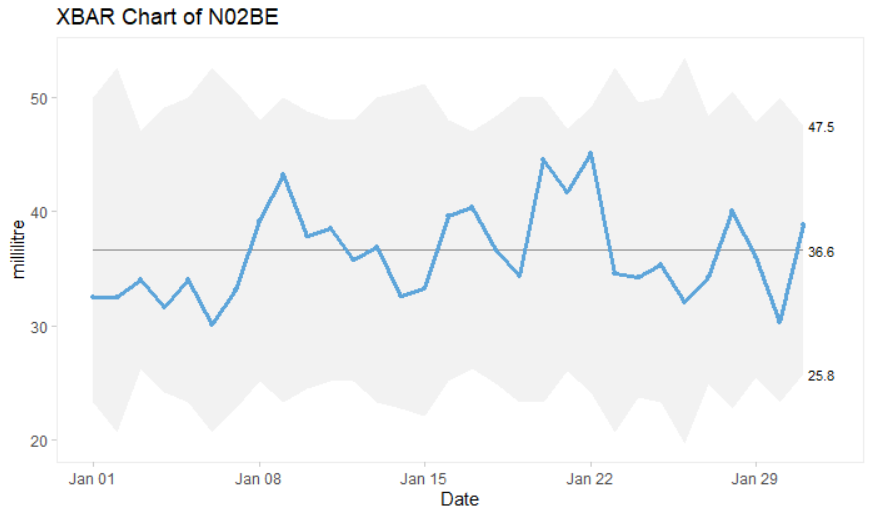 XBAR Chart of N02BE
50
47.5
40
millilitre
36.6
30
25.8
20
Jan 01 Jan 08 Jan 15 Jan 22 Jan 29
Date